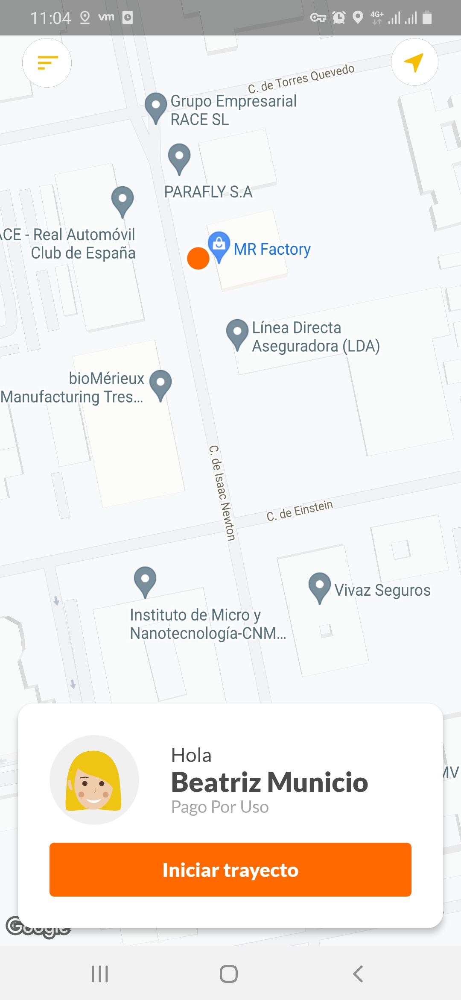 11:04
vm
4G+
C. de Torres Quevedo
Grupo Empresarial
RACE SL
PARAFLY S.A
ACE - Real Automóvil
Club de España
MR Factory
Línea Directa
Aseguradora (LDA)
bioMérieux
Manufacturing Tres...
C. de Isaac Newton
C. de Einstein
Vivaz Seguros
Instituto de Micro y
Nanotecnología-CNM...
MV
Hola
Beatriz Municio
Pago Por Uso
Iniciar trayecto
Google